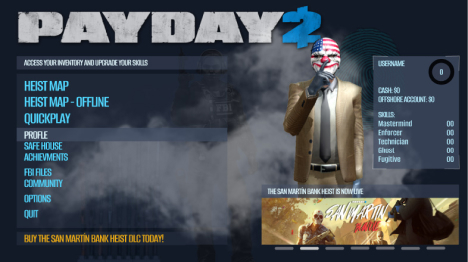 PAYDAY 2
ACCESS YOUR INVENTORY AND UPGRADE YOUR SKILLS
HEIST MAP
HEIST MAP - OFFLINE
QUICKPLAY
PROFILE
SAFE HOUSE
ACHIEVMENTS
FBI FILES
COMMUNITY
OPTIONS
QUIT
BUY THE SAN MARTÍN BANK HEIST DLC TODAY!
USERNAME
0
CASH: $0
OFFSHORE ACCOUNT: $0
SKILLS:
Mastermind 00
Enforcer 00
Technician 00
Ghost 00
Fugitive 00
THE SAN MARTÍN BANK HEIST IS NOW LIVE
SAN MARTÍN
BANK